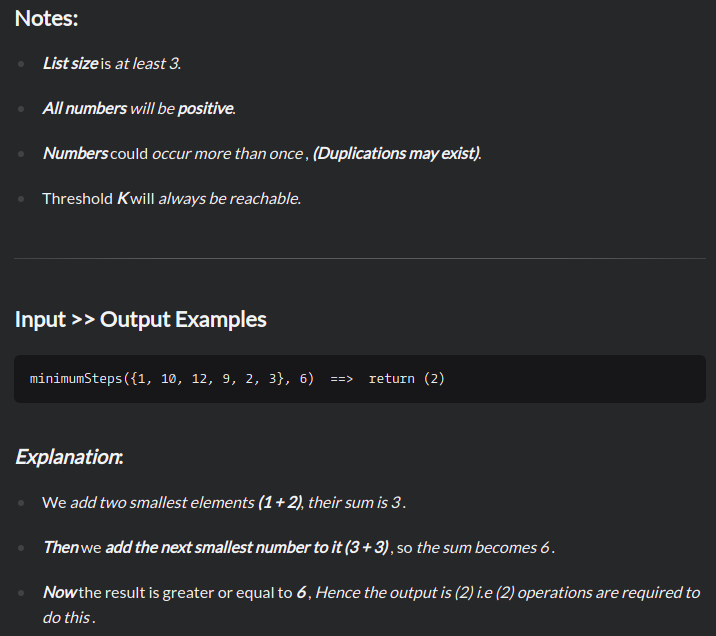 Notes:
List size is at least 3.
All numbers will be positive.
Numbers could occur more than once , (Duplications may exist).
Threshold K will always be reachable.
Input >> Output Examples
minimumSteps({1, 10, 12, 9, 2, 3}, 6)  ==>  return (2)
Explanation:
We add two smallest elements (1 + 2), their sum is 3 .
Then we add the next smallest number to it (3 + 3) , so the sum becomes 6 .
Now the result is greater or equal to 6 , Hence the output is (2) i.e (2) operations are required to
do this .